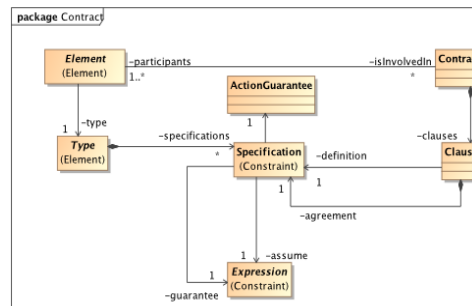 package Contract
Element
(Element)
-participants
1..*
-isInvolvedIn
*
ActionGuarantee
1
-type
1
Type
(Element)
-specifications
*
Specification
(Constraint)
-definition
1
-clauses
1
-agreement
1
-assume
1
-guarantee
Expression
(Constraint)